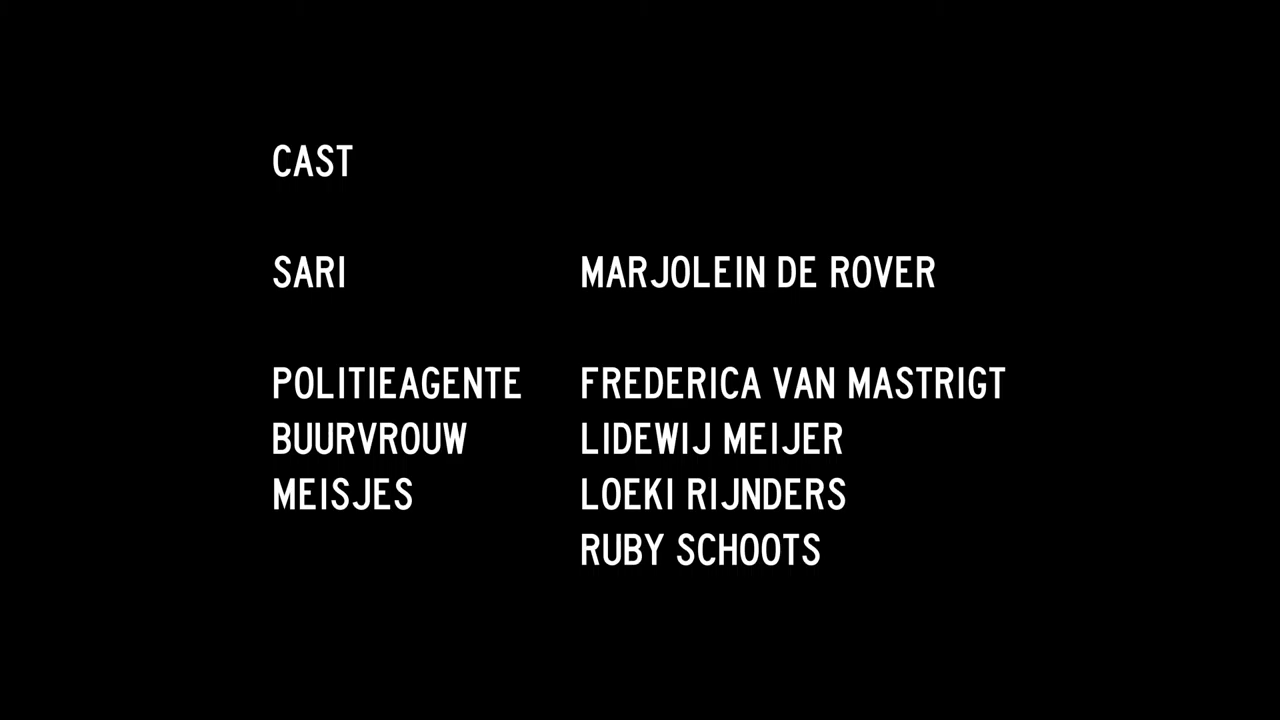 CAST
SARI MARJOLEIN DE ROVER
POLITIEAGENTE FREDERICA VAN MASTRIGT
BUURVROUW LIDEWIJ MEIJER
MEISJES LOEKI RIJNDERS
RUBY SCHOOTS